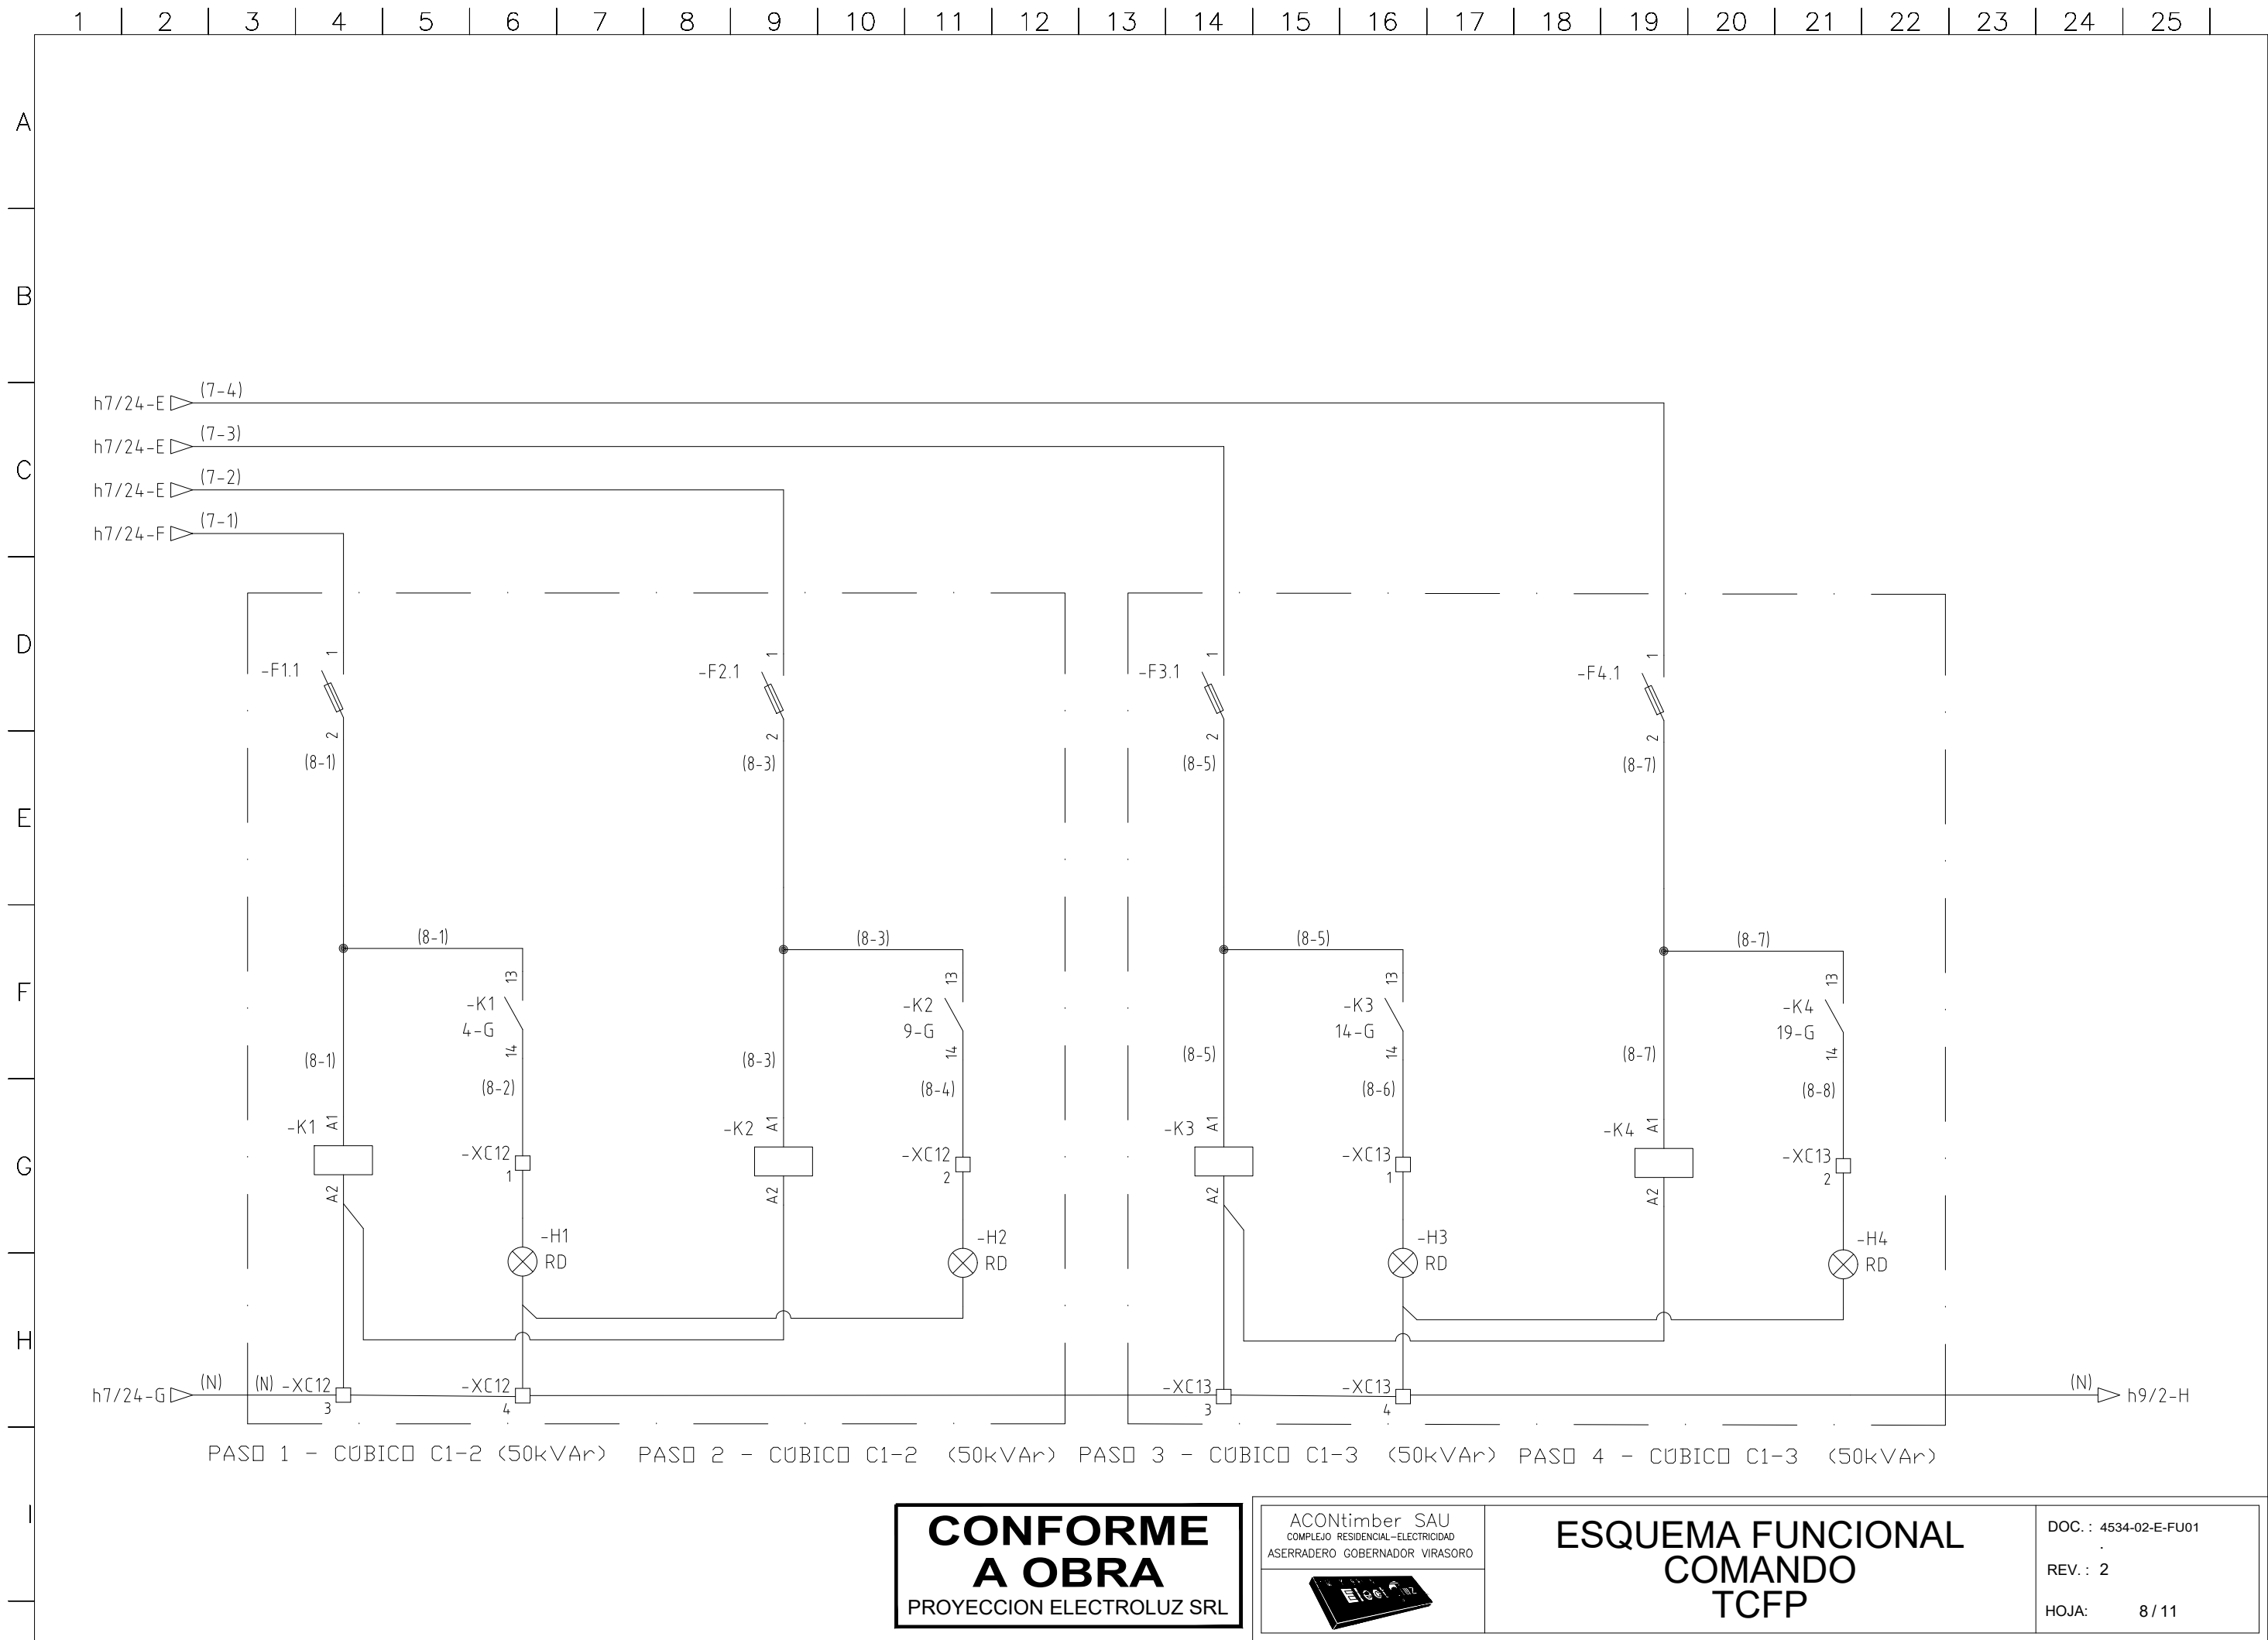 1 2 3 4 5 6 7 8 9 10 11 12 13 14 15 16 17 18 19 20 21 22 23 24 25
A
B
C
D
E
F
G
H
I
h7/24-E (7-4)
h7/24-E (7-3)
h7/24-E (7-2)
h7/24-F (7-1)
-F1.1 1 2
-F2.1 1 2
-F3.1 1 2
-F4.1 1 2
(8-1) (8-3) (8-5) (8-7)
(8-1) (8-3) (8-5) (8-7)
-K1 4-G 13 14
-K2 9-G 13 14
-K3 14-G 13 14
-K4 19-G 13 14
(8-1) (8-3) (8-5) (8-7)
(8-2) (8-4) (8-6) (8-8)
-K1 A1 A2
-XC12 1
-K2 A1 A2
-XC12 2
-K3 A1 A2
-XC13 1
-K4 A1 A2
-XC13 2
-H1 RD
-H2 RD
-H3 RD
-H4 RD
h7/24-G (N) (N) -XC12 3 -XC12 4 -XC13 3 -XC13 4 (N) h9/2-H
PASO 1 - CÚBICO C1-2 (50kVAr)
PASO 2 - CÚBICO C1-2 (50kVAr)
PASO 3 - CÚBICO C1-3 (50kVAr)
PASO 4 - CÚBICO C1-3 (50kVAr)
CONFORME
A OBRA
PROYECCION ELECTROLUZ SRL
ACONtimber SAU
COMPLEJO RESIDENCIAL-ELECTRICIDAD
ASERRADERO GOBERNADOR VIRASORO
ESQUEMA FUNCIONAL
COMANDO
TCFP
DOC. : 4534-02-E-FU01
.
REV. : 2
HOJA: 8 / 11